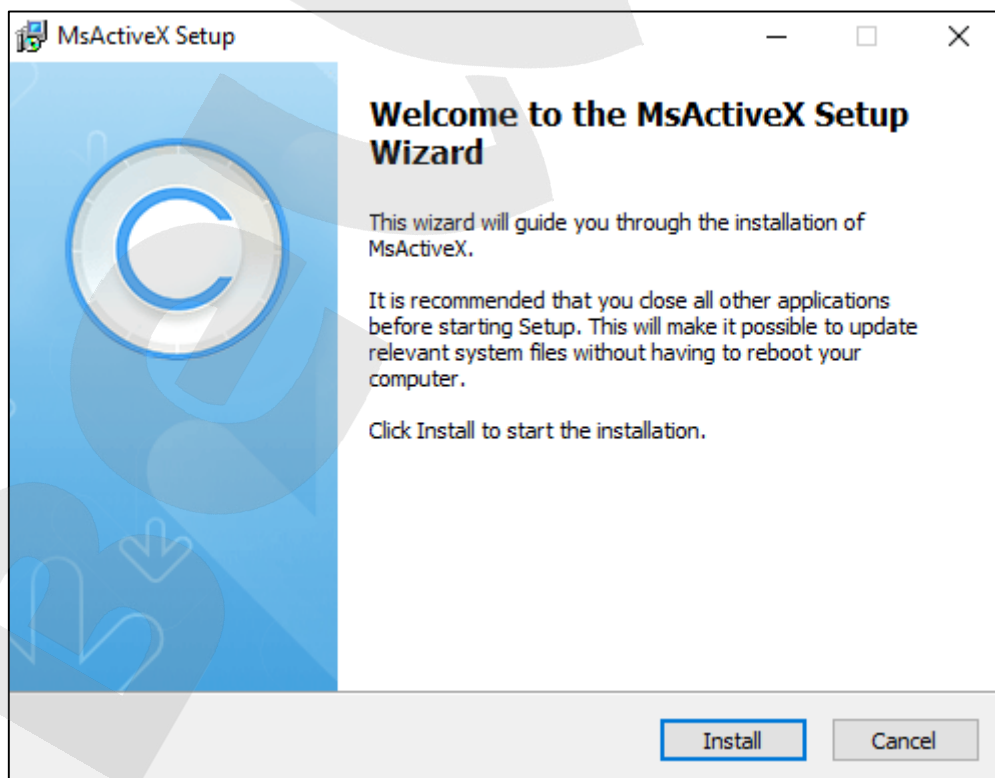 MsActiveX Setup
Welcome to the MsActiveX Setup
Wizard
This wizard will guide you through the installation of
MsActiveX.
It is recommended that you close all other applications
before starting Setup. This will make it possible to update
relevant system files without having to reboot your
computer.
Click Install to start the installation.
Install
Cancel